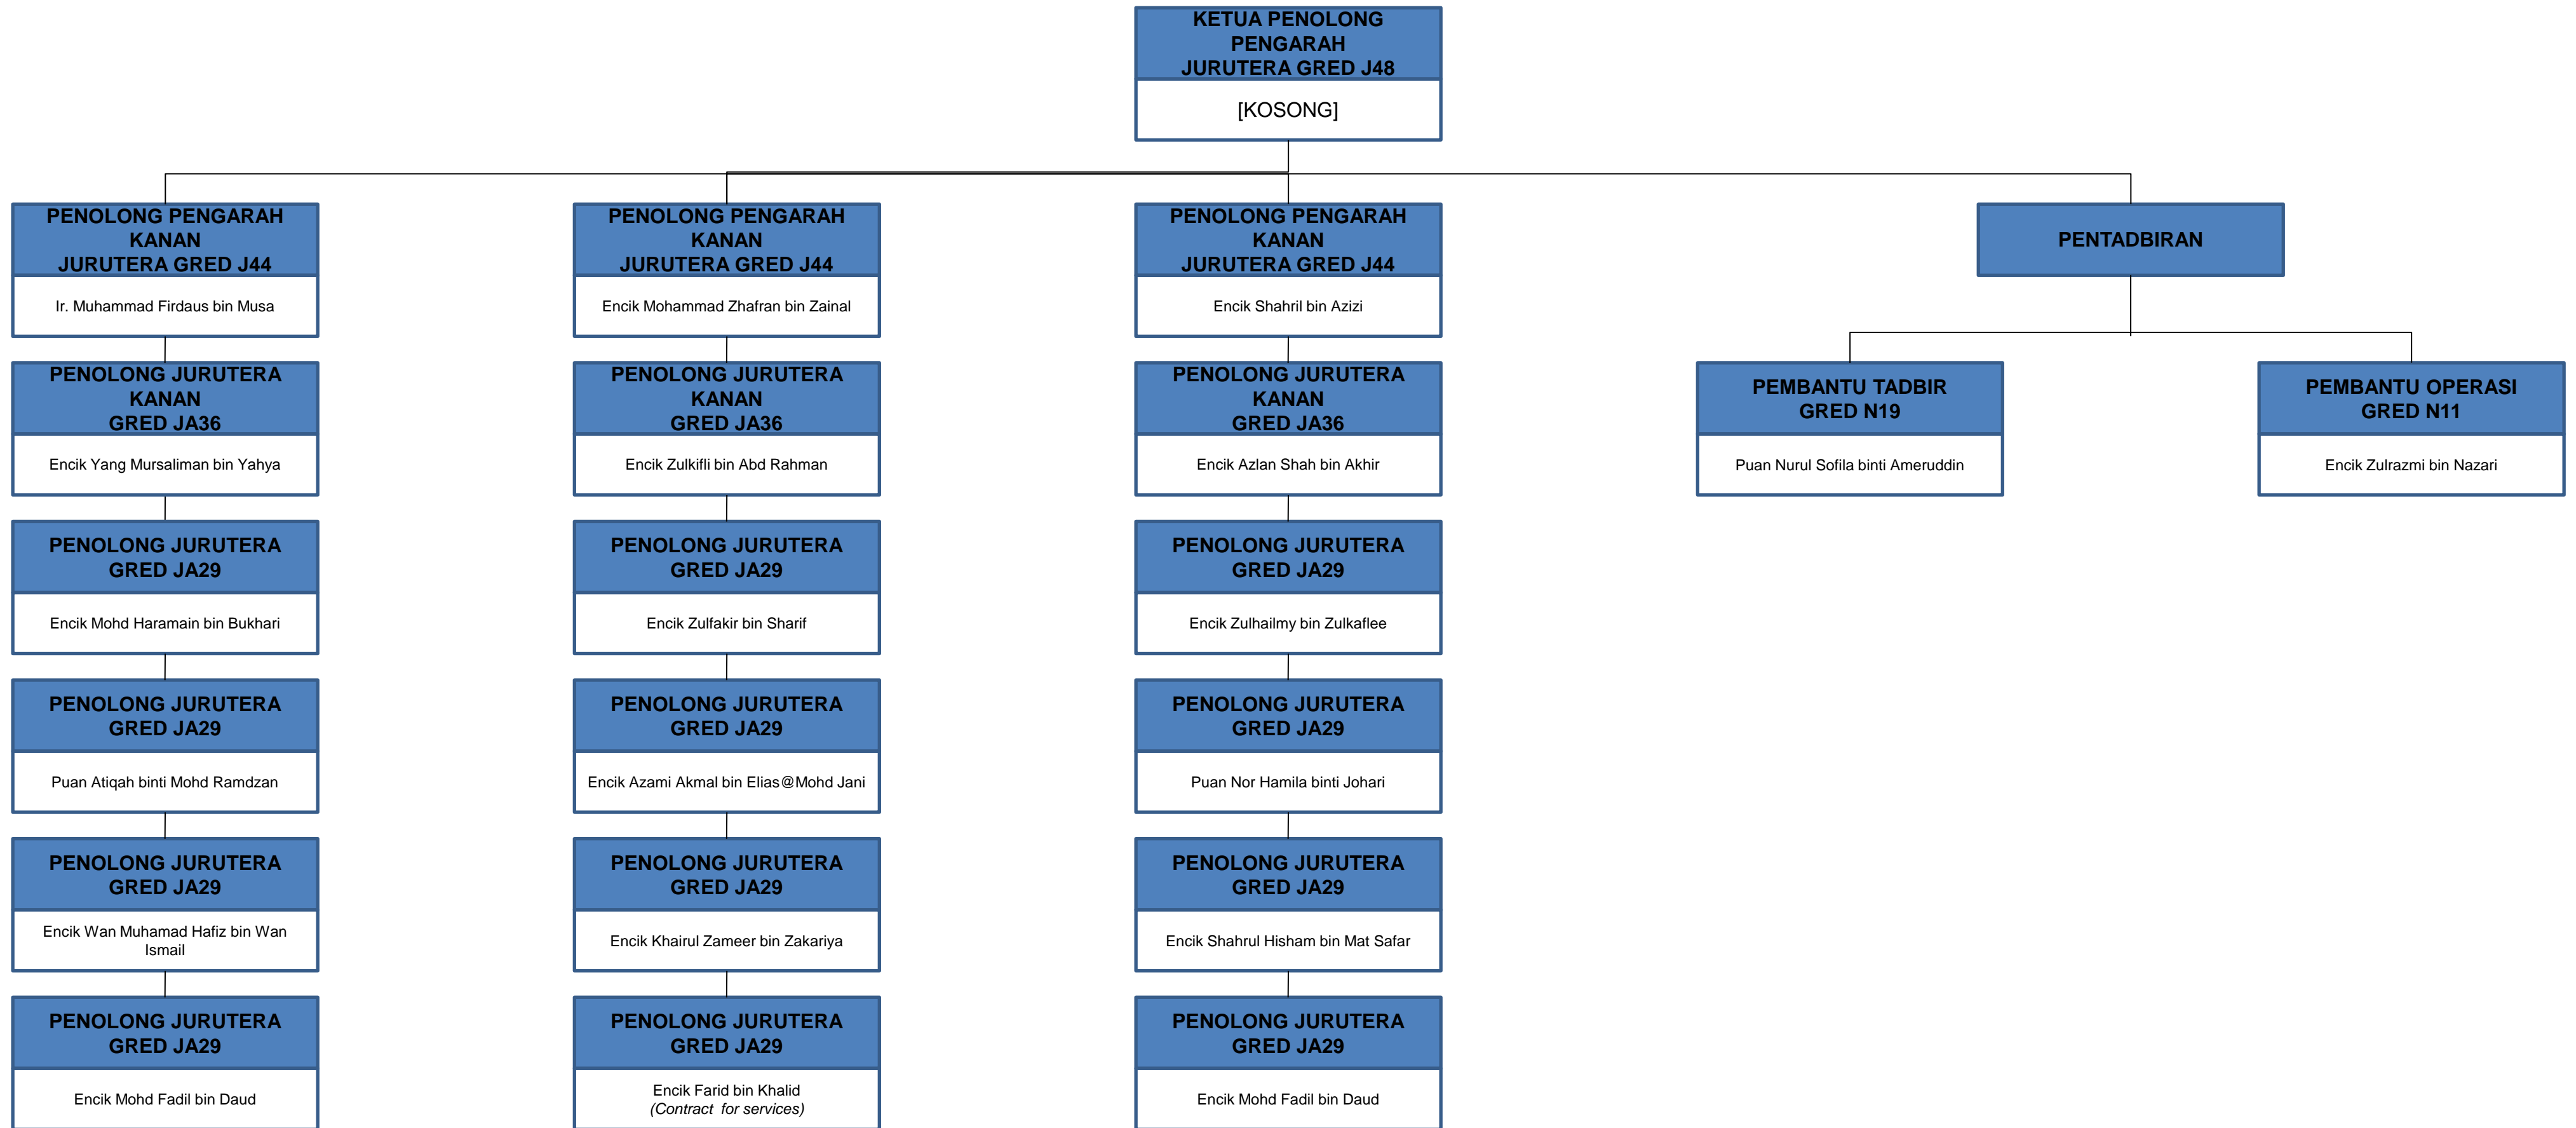 KETUA PENOLONG
PENGARAH
JURUTERA GRED J48
[KOSONG]
PENOLONG PENGARAH
KANAN
JURUTERA GRED J44
Ir. Muhammad Firdaus bin Musa
PENOLONG PENGARAH
KANAN
JURUTERA GRED J44
Encik Mohammad Zhafran bin Zainal
PENOLONG PENGARAH
KANAN
JURUTERA GRED J44
Encik Shahril bin Azizi
PENTADBIRAN
PENOLONG JURUTERA
KANAN
GRED JA36
Encik Yang Mursaliman bin Yahya
PENOLONG JURUTERA
KANAN
GRED JA36
Encik Zulkifli bin Abd Rahman
PENOLONG JURUTERA
KANAN
GRED JA36
Encik Azlan Shah bin Akhir
PEMBANTU TADBIR
GRED N19
Puan Nurul Sofila binti Ameruddin
PEMBANTU OPERASI
GRED N11
Encik Zulrazmi bin Nazari
PENOLONG JURUTERA
GRED JA29
Encik Mohd Haramain bin Bukhari
PENOLONG JURUTERA
GRED JA29
Encik Zulfakir bin Sharif
PENOLONG JURUTERA
GRED JA29
Encik Zulhailmy bin Zulkaflee
PENOLONG JURUTERA
GRED JA29
Puan Atiqah binti Mohd Ramdzan
PENOLONG JURUTERA
GRED JA29
Encik Azami Akmal bin Elias@Mohd Jani
PENOLONG JURUTERA
GRED JA29
Puan Nor Hamila binti Johari
PENOLONG JURUTERA
GRED JA29
Encik Wan Muhamad Hafiz bin Wan
Ismail
PENOLONG JURUTERA
GRED JA29
Encik Khairul Zameer bin Zakariya
PENOLONG JURUTERA
GRED JA29
Encik Shahrul Hisham bin Mat Safar
PENOLONG JURUTERA
GRED JA29
Encik Mohd Fadil bin Daud
PENOLONG JURUTERA
GRED JA29
Encik Farid bin Khalid
(Contract for services)
PENOLONG JURUTERA
GRED JA29
Encik Mohd Fadil bin Daud